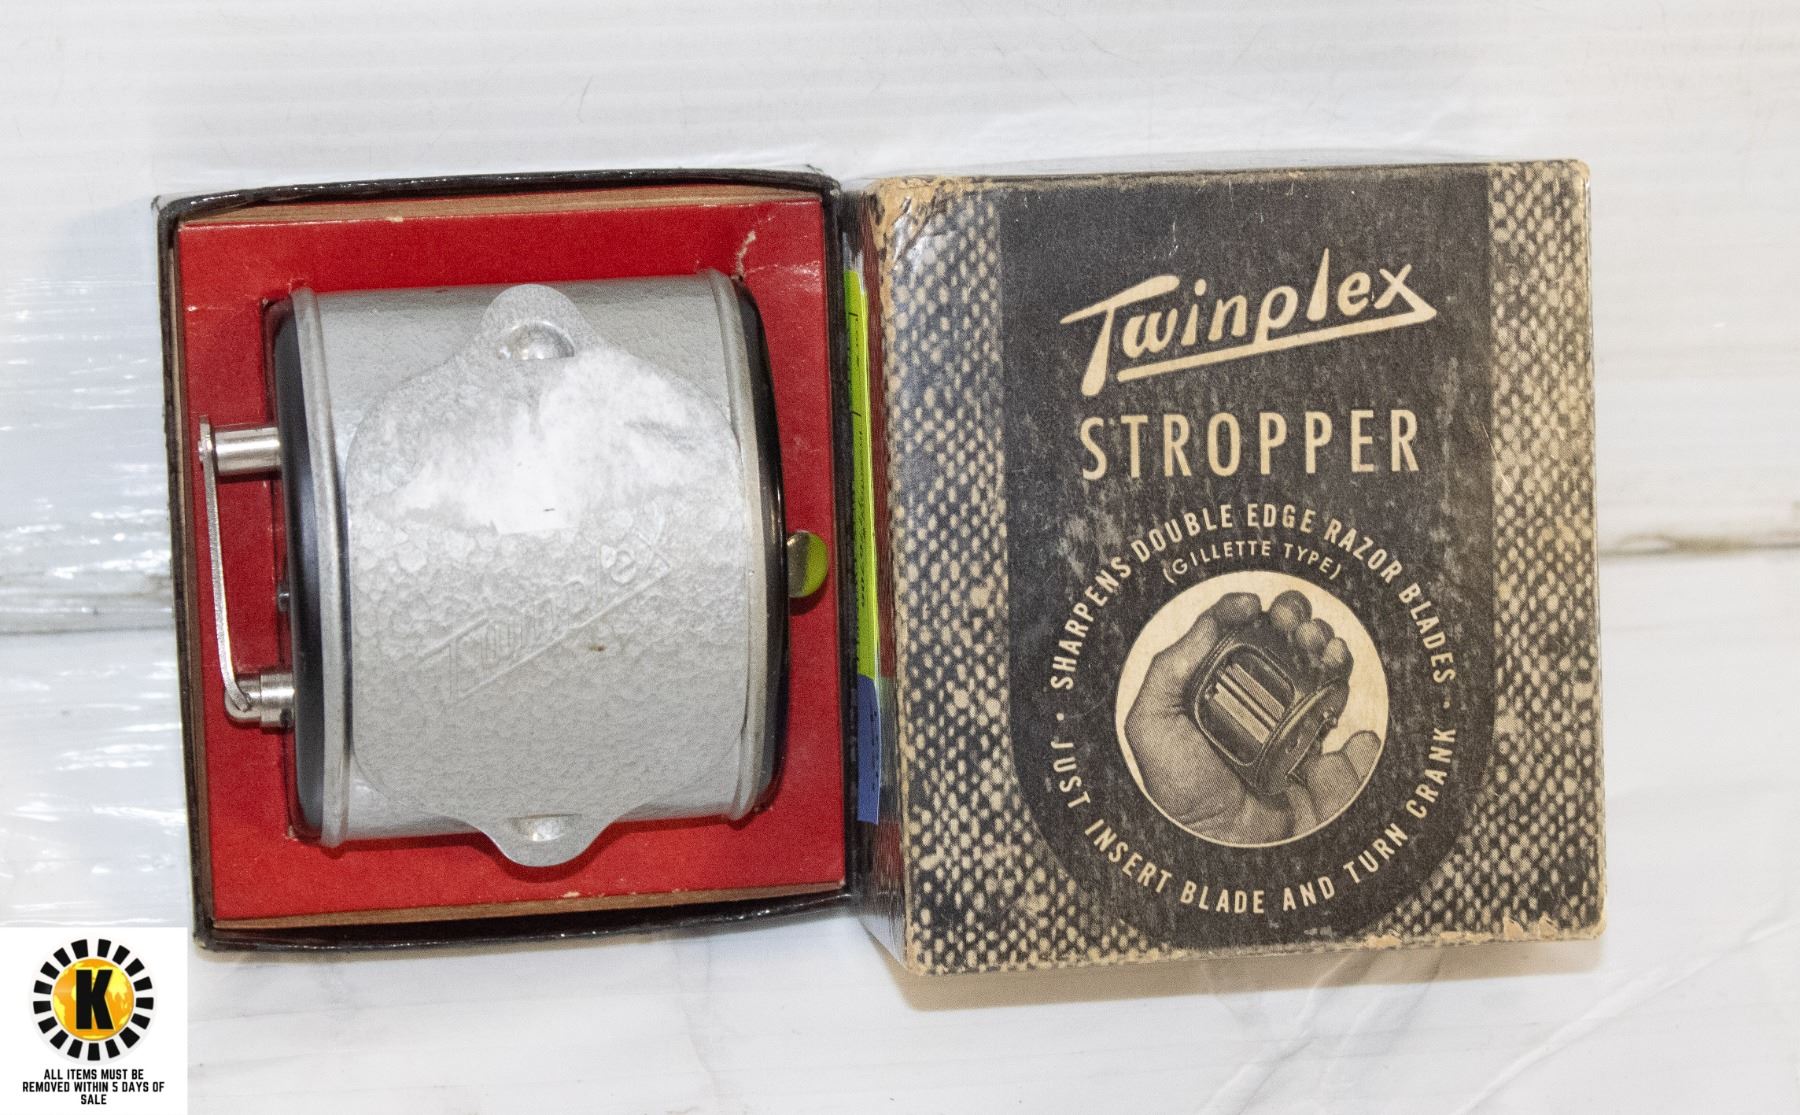 Twinplex
Twinplex
STROPPER
SHARPENS DOUBLE EDGE RAZOR BLADES
(GILLETTE TYPE)
· JUST INSERT BLADE AND TURN CRANK ·
K
ALL ITEMS MUST BE
REMOVED WITHIN 5 DAYS OF
SALE